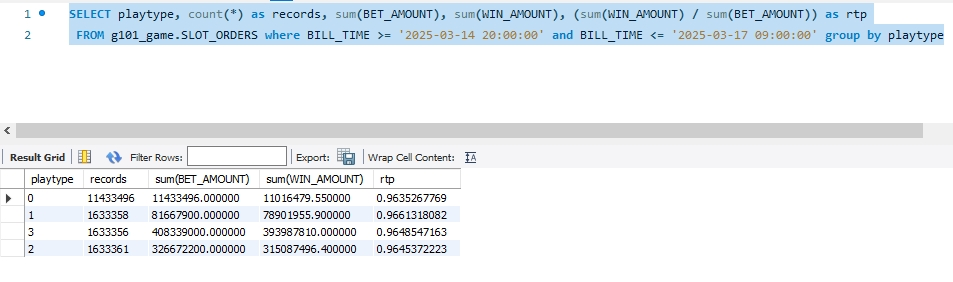 1 SELECT playtype, count(*) as records, sum(BET_AMOUNT), sum(WIN_AMOUNT), (sum(WIN_AMOUNT) / sum(BET_AMOUNT)) as rtp
2 FROM g101_game.SLOT_ORDERS where BILL_TIME >= '2025-03-14 20:00:00' and BILL_TIME <= '2025-03-17 09:00:00' group by playtype
Result Grid Filter Rows: Export: Wrap Cell Content:
playtype records sum(BET_AMOUNT) sum(WIN_AMOUNT) rtp
0 11433496 11433496.000000 11016479.550000 0.9635267769
1 1633358 81667900.000000 78901955.900000 0.9661318082
3 1633356 408339000.000000 393987810.000000 0.9648547163
2 1633361 326672200.000000 315087496.400000 0.9645372223